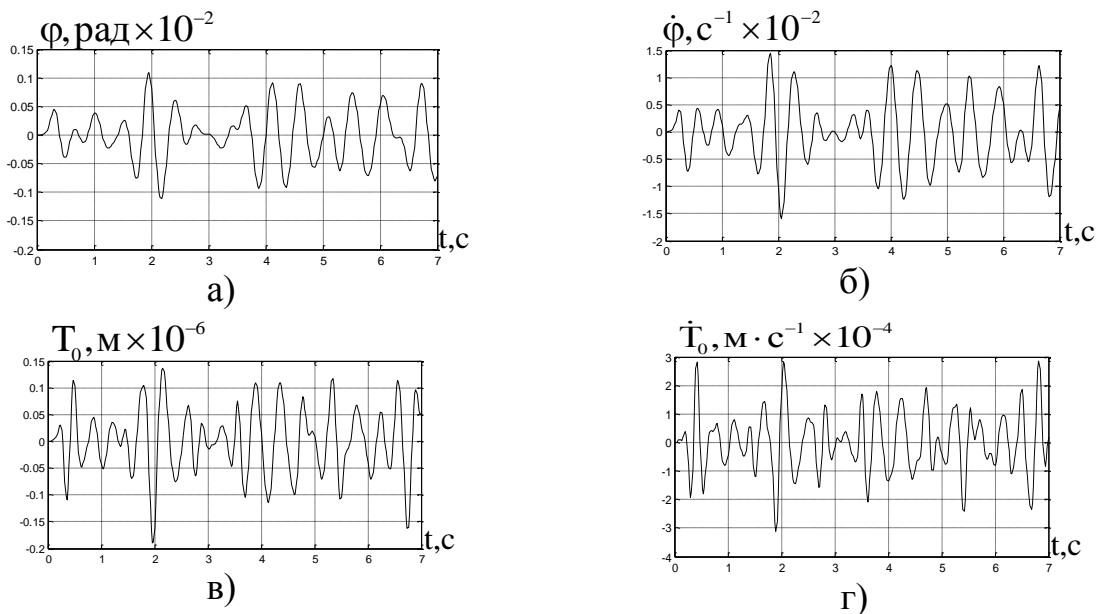 φ, рад ×10⁻²
0.15
0.1
0.05
0
-0.05
-0.1
-0.15
-0.2
0 1 2 3 4 5 6 7
t,c
а)
φ̇, с⁻¹ ×10⁻²
1.5
1
0.5
0
-0.5
-1
-1.5
-2
0 1 2 3 4 5 6 7
t,c
б)
T₀, м ×10⁻⁶
0.15
0.1
0.05
0
-0.05
-0.1
-0.15
-0.2
0 1 2 3 4 5 6 7
t,c
в)
Ṫ₀, м · с⁻¹ ×10⁻⁴
3
2
1
0
-1
-2
-3
-4
0 1 2 3 4 5 6 7
t,c
г)